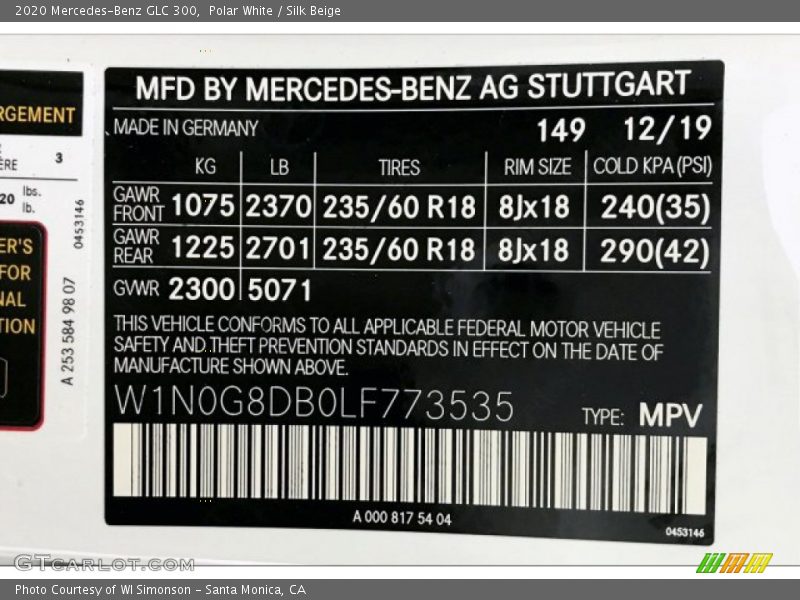 2020 Mercedes-Benz GLC 300, Polar White / Silk Beige
RGEMENT
ERE 3
20 lbs.
lb.
ER'S
FOR
NAL
TION
0453146
A 253 584 98 07
MFD BY MERCEDES-BENZ AG STUTTGART
MADE IN GERMANY 149 12/19
KG LB TIRES RIM SIZE COLD KPA(PSI)
GAWR FRONT 1075 2370 235/60 R18 8Jx18 240(35)
GAWR REAR 1225 2701 235/60 R18 8Jx18 290(42)
GVWR 2300 5071
THIS VEHICLE CONFORMS TO ALL APPLICABLE FEDERAL MOTOR VEHICLE
SAFETY AND THEFT PREVENTION STANDARDS IN EFFECT ON THE DATE OF
MANUFACTURE SHOWN ABOVE.
W1N0G8DB0LF773535 TYPE: MPV
A 000 817 54 04
0453146
GTcarlot.com
Photo Courtesy of WI Simonson - Santa Monica, CA